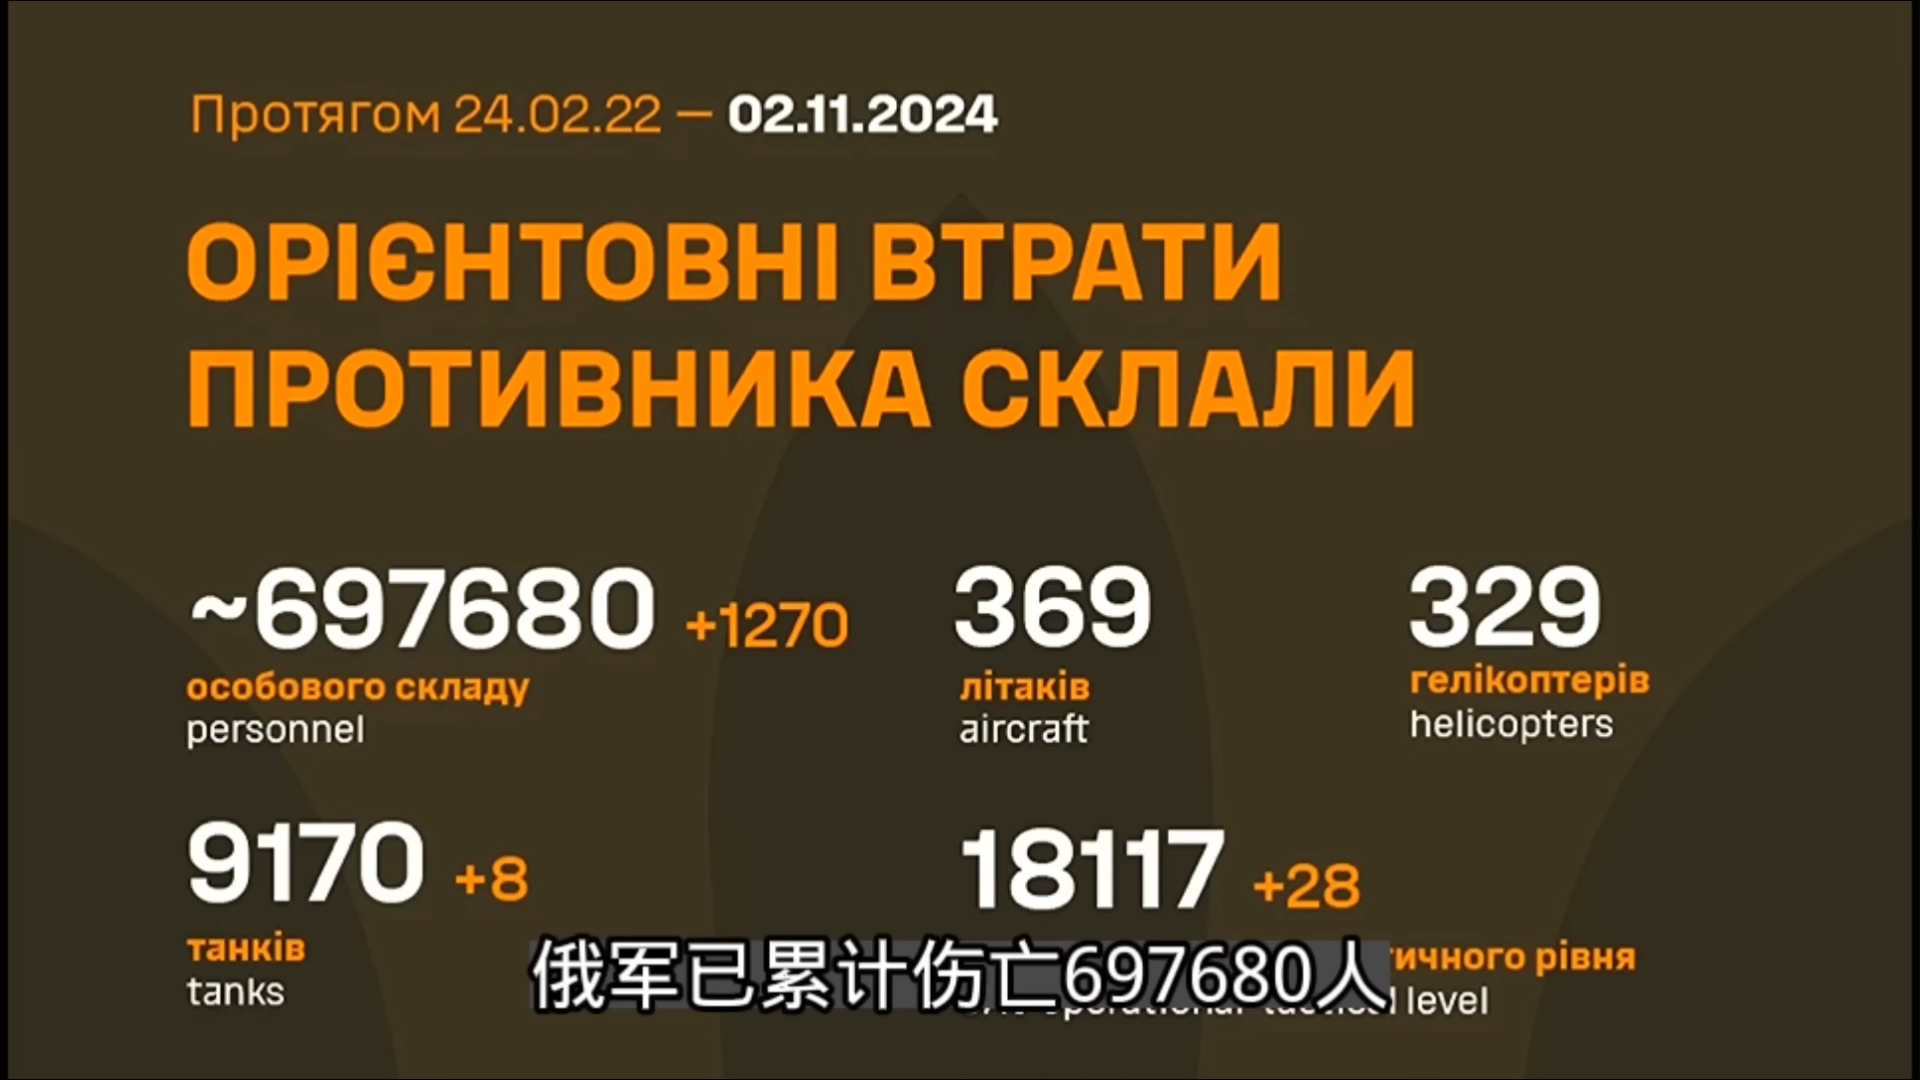 Протягом 24.02.22 — 02.11.2024
ОРІЄНТОВНІ ВТРАТИ
ПРОТИВНИКА СКЛАЛИ
~697680 +1270
особового складу
personnel
369
літаків
aircraft
329
гелікоптерів
helicopters
9170 +8
танків
tanks
18117 +28
тичного рівня
level
俄军已累计伤亡697680人